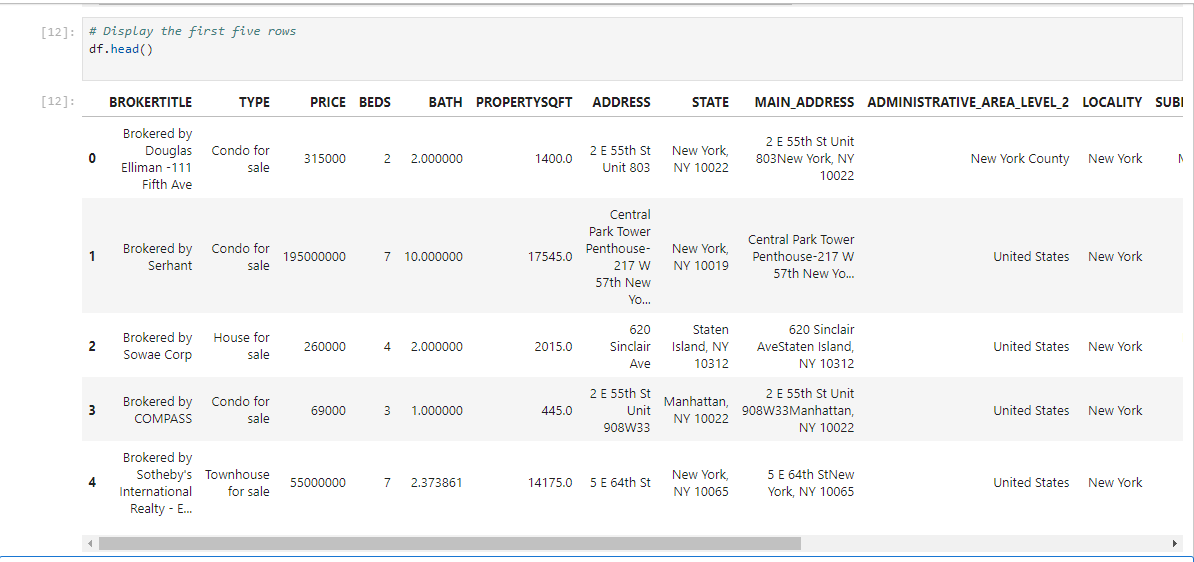 [12]: # Display the first five rows
df.head()
[12]: BROKERTITLE TYPE PRICE BEDS BATH PROPERTYSQFT ADDRESS STATE MAIN_ADDRESS ADMINISTRATIVE_AREA_LEVEL_2 LOCALITY
0 Brokered by Douglas Elliman -111 Fifth Ave Condo for sale 315000 2 2.000000 1400.0 2 E 55th St Unit 803 New York, NY 10022 2 E 55th St Unit 803New York, NY 10022 New York County New York
1 Brokered by Serhant Condo for sale 195000000 7 10.000000 17545.0 Central Park Tower Penthouse-217 W 57th New Yo... New York, NY 10019 Central Park Tower Penthouse-217 W 57th New Yo... United States New York
2 Brokered by Sowae Corp House for sale 260000 4 2.000000 2015.0 620 Sinclair Ave Staten Island, NY 10312 620 Sinclair AveStaten Island, NY 10312 United States New York
3 Brokered by COMPASS Condo for sale 69000 3 1.000000 445.0 2 E 55th St Unit 908W33 Manhattan, NY 10022 2 E 55th St Unit 908W33Manhattan, NY 10022 United States New York
4 Brokered by Sotheby's International Realty - E... Townhouse for sale 55000000 7 2.373861 14175.0 5 E 64th St New York, NY 10065 5 E 64th StNew York, NY 10065 United States New York